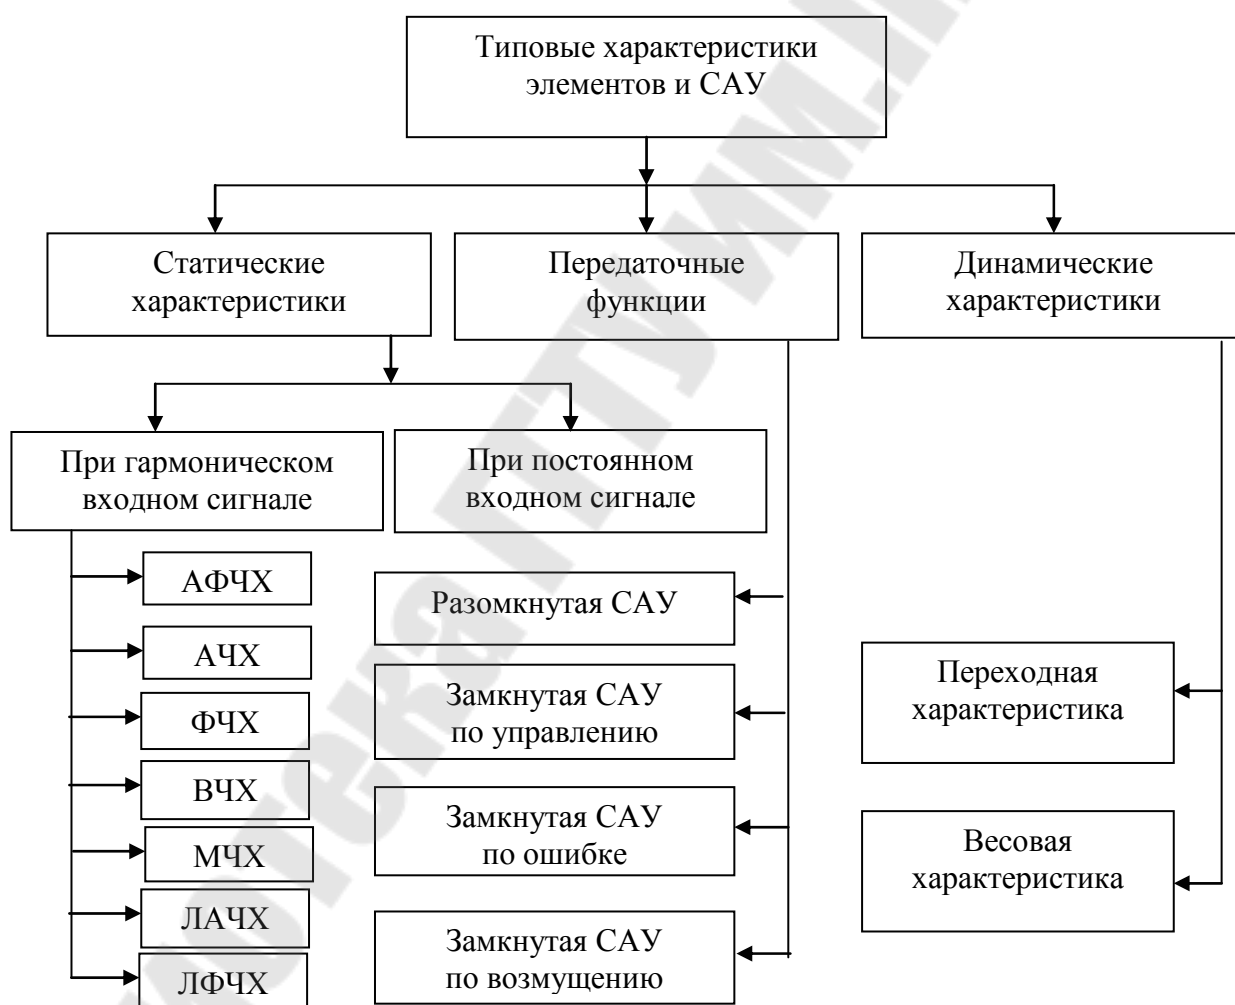 Типовые характеристики
элементов и САУ
Статические
характеристики
Передаточные
функции
Динамические
характеристики
При гармоническом
входном сигнале
При постоянном
входном сигнале
АФЧХ
АЧХ
ФЧХ
ВЧХ
МЧХ
ЛАЧХ
ЛФЧХ
Разомкнутая САУ
Замкнутая САУ
по управлению
Замкнутая САУ
по ошибке
Замкнутая САУ
по возмущению
Переходная
характеристика
Весовая
характеристика
ГГТУ им.